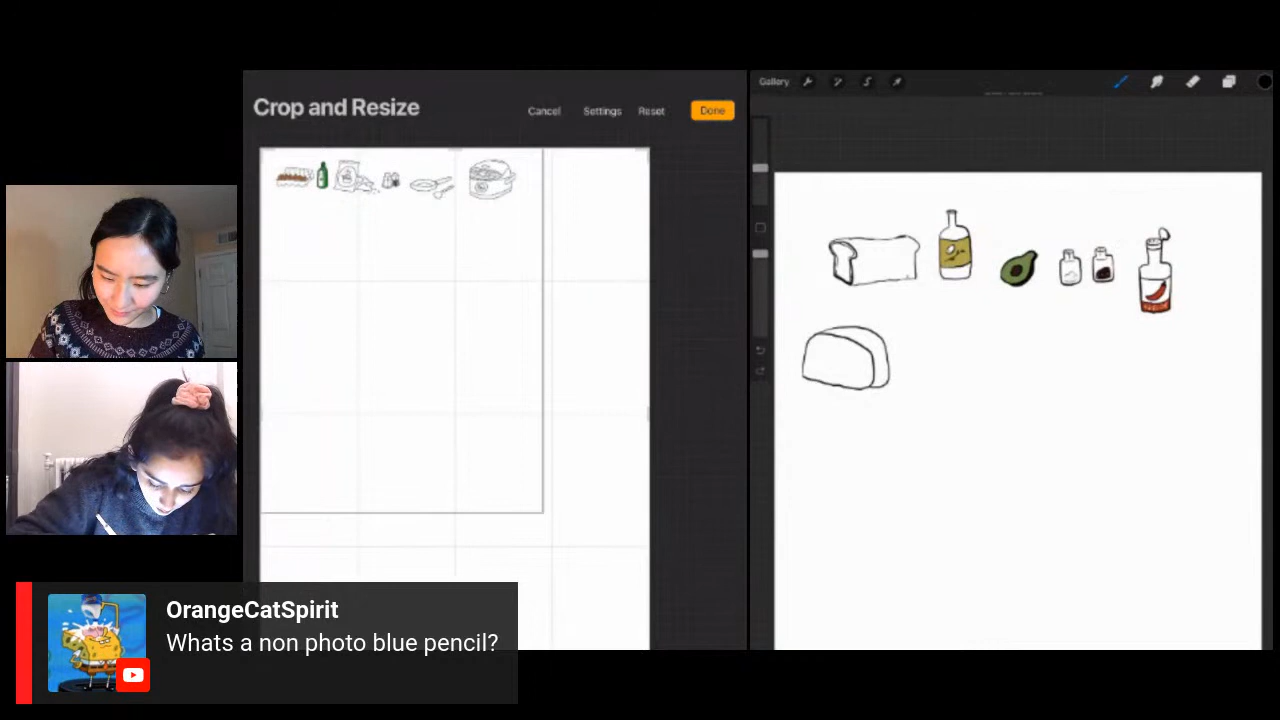 Crop and Resize
Cancel
Settings
Reset
Done
Gallery
OrangeCatSpirit
Whats a non photo blue pencil?